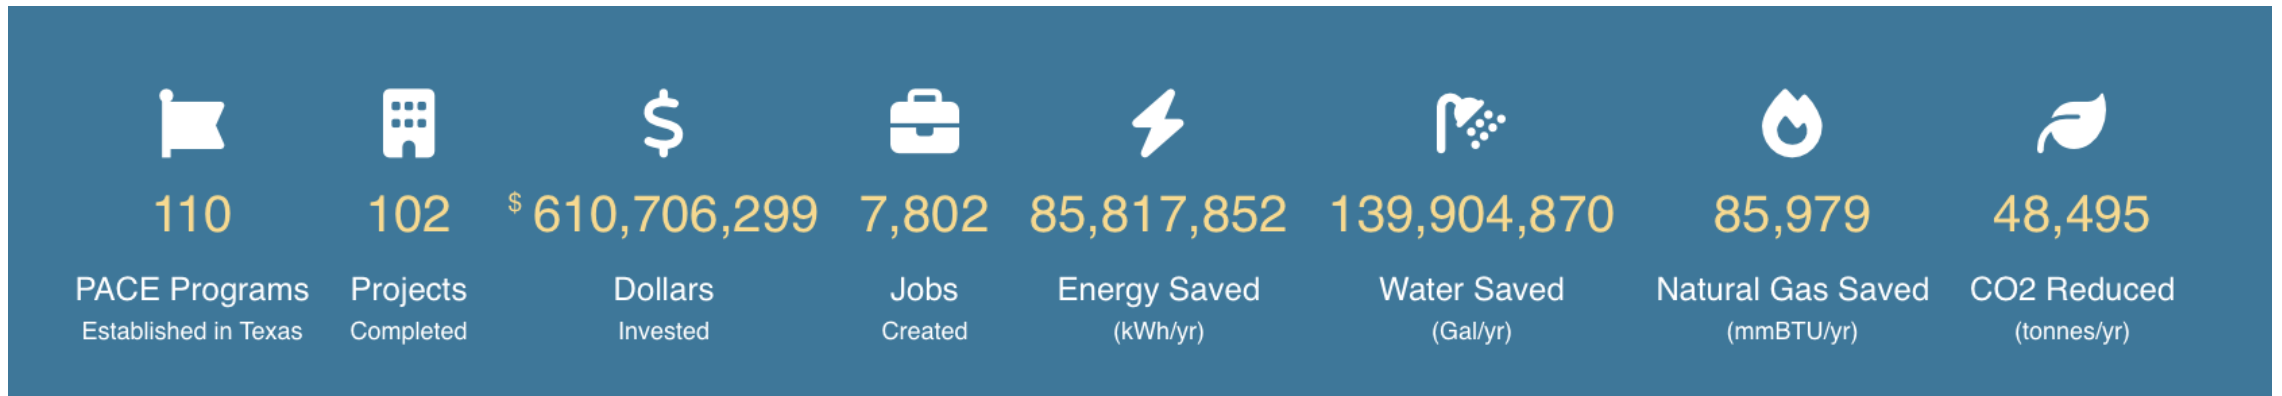 110
PACE Programs
Established in Texas
102
Projects
Completed
$610,706,299
Dollars
Invested
7,802
Jobs
Created
85,817,852
Energy Saved
(kWh/yr)
139,904,870
Water Saved
(Gal/yr)
85,979
Natural Gas Saved
(mmBTU/yr)
48,495
CO2 Reduced
(tonnes/yr)